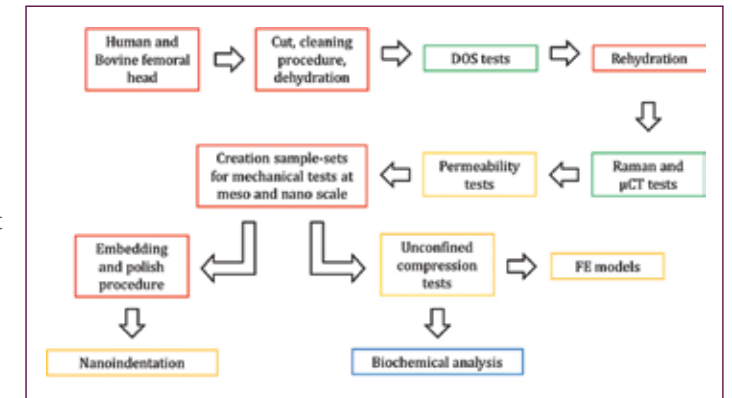 Human and
Bovine femoral
head
Cut, cleaning
procedure,
dehydration
DOS tests
Rehydration
Creation sample-sets
for mechanical tests at
meso and nano scale
Permeability
tests
Raman and
µCT tests
Embedding
and polish
procedure
Unconfined
compression
tests
FE models
Nanoindentation
Biochemical analysis